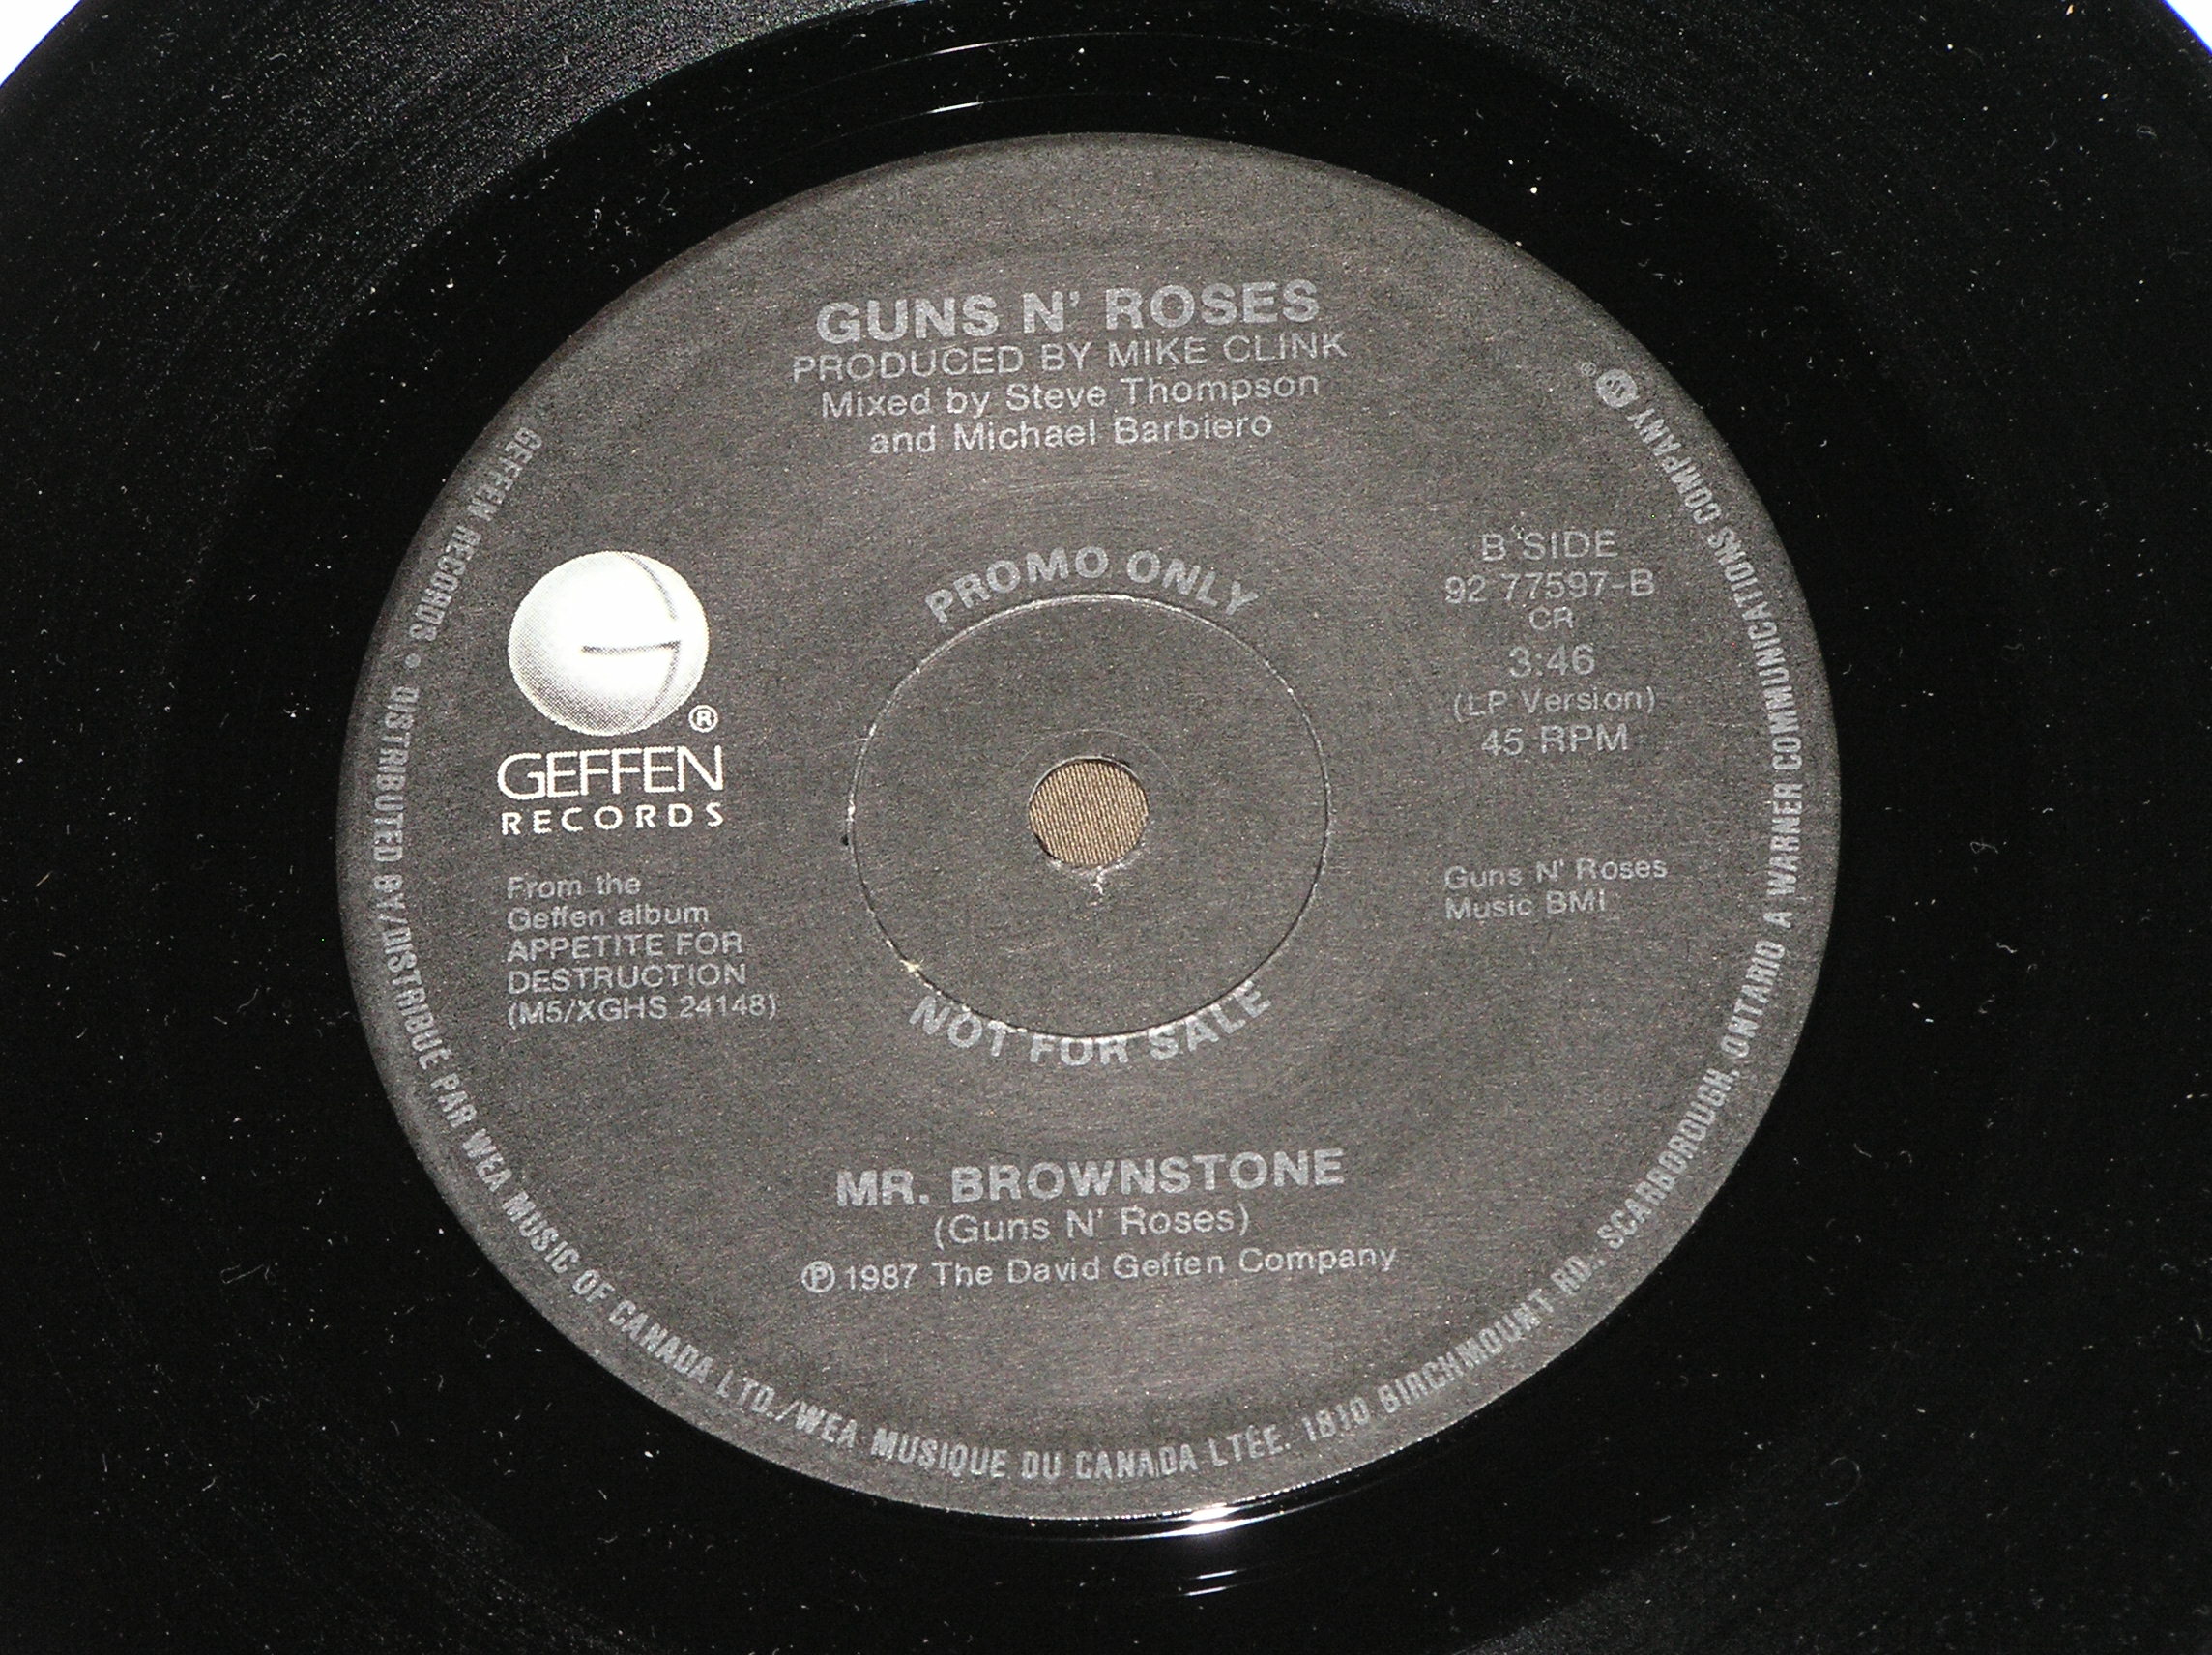 GUNS N' ROSES
PRODUCED BY MIKE CLINK
Mixed by Steve Thompson
and Michael Barbiero
PROMO ONLY
B SIDE
92 77597-B
CR
3:46
(LP Version)
45 RPM
®
GEFFEN
RECORDS
From the
Geffen album
APPETITE FOR
DESTRUCTION
(M5/XGHS 24148)
Guns N' Roses
Music BMI
NOT FOR SALE
MR. BROWNSTONE
(Guns N' Roses)
Ⓟ1987 The David Geffen Company
GEFFEN RECORDS • DISTRIBUTED BY/DISTRIBUÉ PAR WEA MUSIC OF CANADA LTD./WEA MUSIQUE DU CANADA LTÉE. 1810 BIRCHMOUNT RD., SCARBOROUGH, ONTARIO A WARNER COMMUNICATIONS COMPANY ®